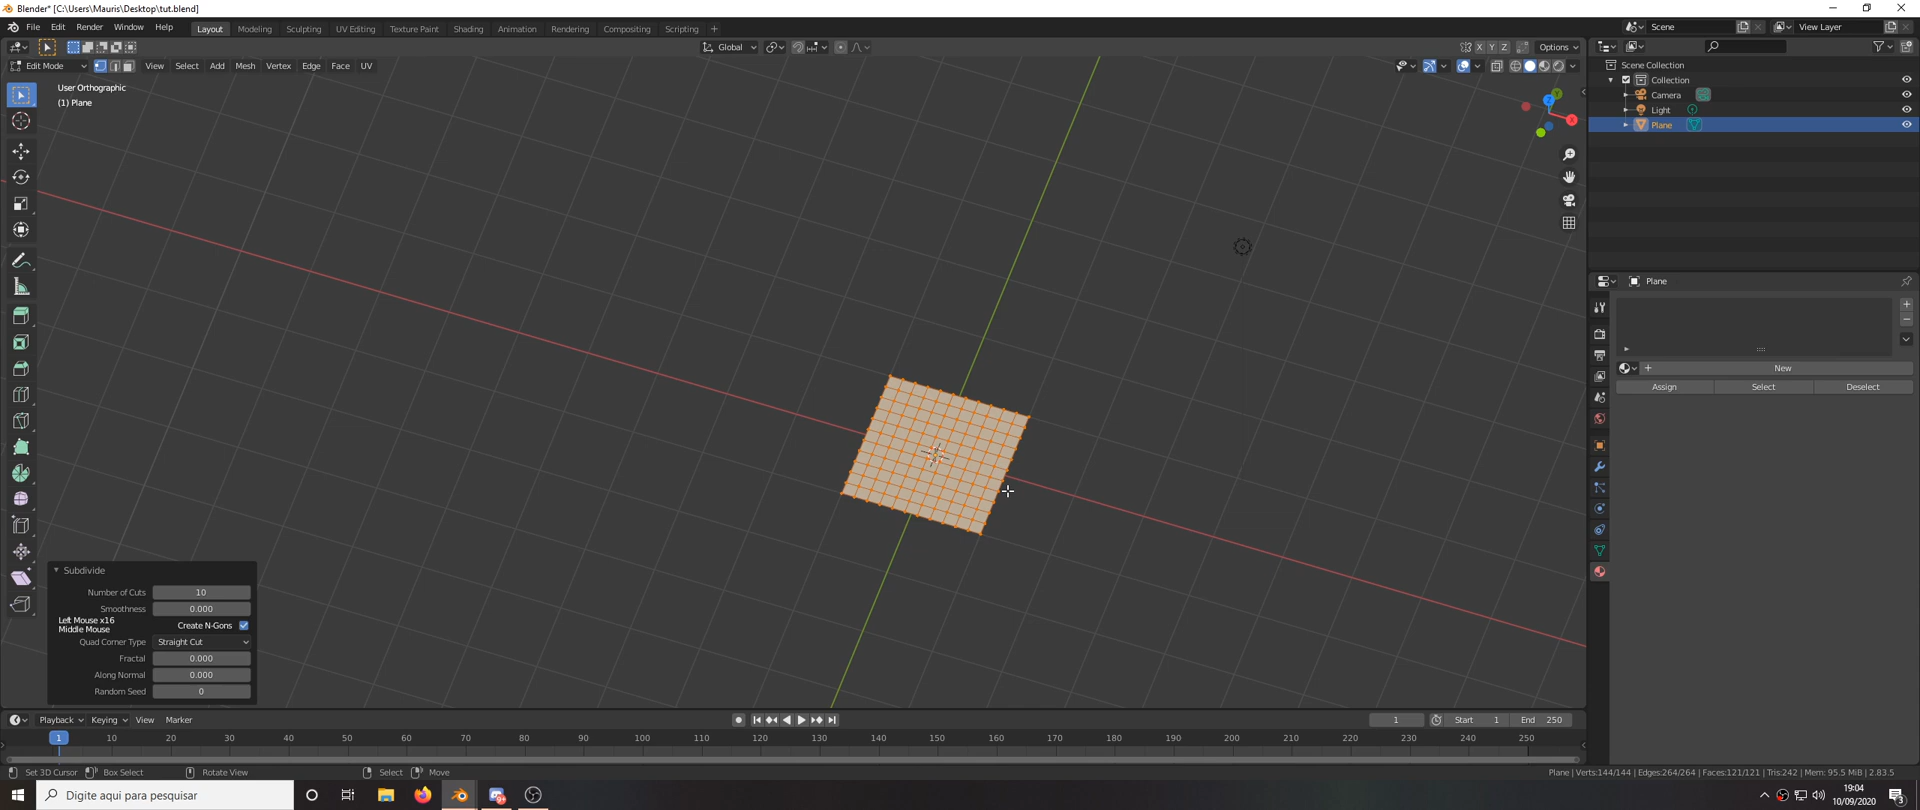 Blender* [C:\Users\Mauris\Desktop\tut.blend]
File Edit Render Window Help
Layout Modeling Sculpting UV Editing Texture Paint Shading Animation Rendering Compositing Scripting +
Scene View Layer
Global X Y Z Options
Edit Mode View Select Add Mesh Vertex Edge Face UV
User Orthographic
(1) Plane
Z Y X
Scene Collection
Collection
Camera
Light
Plane
Plane
New
Assign Select Deselect
Subdivide
Number of Cuts 10
Smoothness 0.000
Left Mouse x16
Middle Mouse
Create N-Gons
Quad Corner Type Straight Cut
Fractal 0.000
Along Normal 0.000
Random Seed 0
Playback Keying View Marker
1 Start 1 End 250
1 10 20 30 40 50 60 70 80 90 100 110 120 130 140 150 160 170 180 190 200 210 220 230 240 250
Set 3D Cursor Box Select Rotate View Select Move
Plane | Verts:144/144 | Edges:264/264 | Faces:121/121 | Tris:242 | Mem: 95.5 MiB | 2.83.5
Digite aqui para pesquisar
19:04
10/09/2020
3